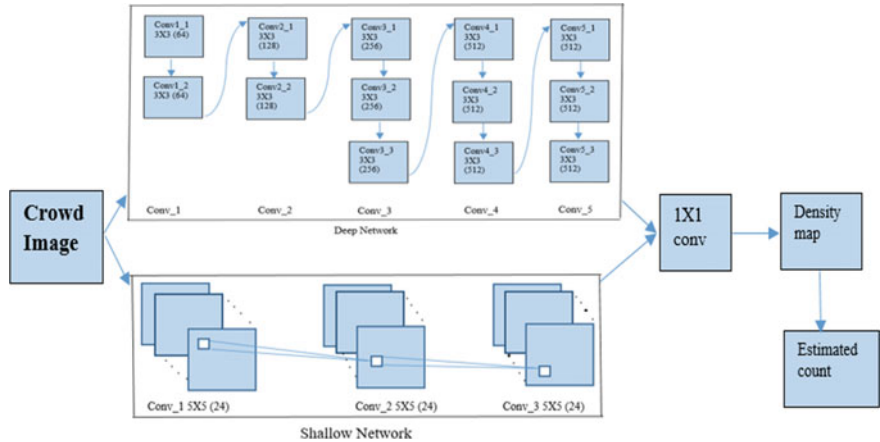 Conv1_1
3X3 (64)
Conv1_2
3X3 (64)
Conv2_1
3X3
(128)
Conv2_2
3X3
(128)
Conv3_1
3X3
(256)
Conv3_2
3X3
(256)
Conv3_3
3X3
(256)
Conv4_1
3X3
(512)
Conv4_2
3X3
(512)
Conv4_3
3X3
(512)
Conv5_1
3X3
(512)
Conv5_2
3X3
(512)
Conv5_3
3X3
(512)
Conv_1
Conv_2
Conv_3
Conv_4
Conv_5
Deep Network
Crowd
Image
1X1
conv
Density
map
Estimated
count
Conv_1 5X5 (24)
Conv_2 5X5 (24)
Conv_3 5X5 (24)
Shallow Network